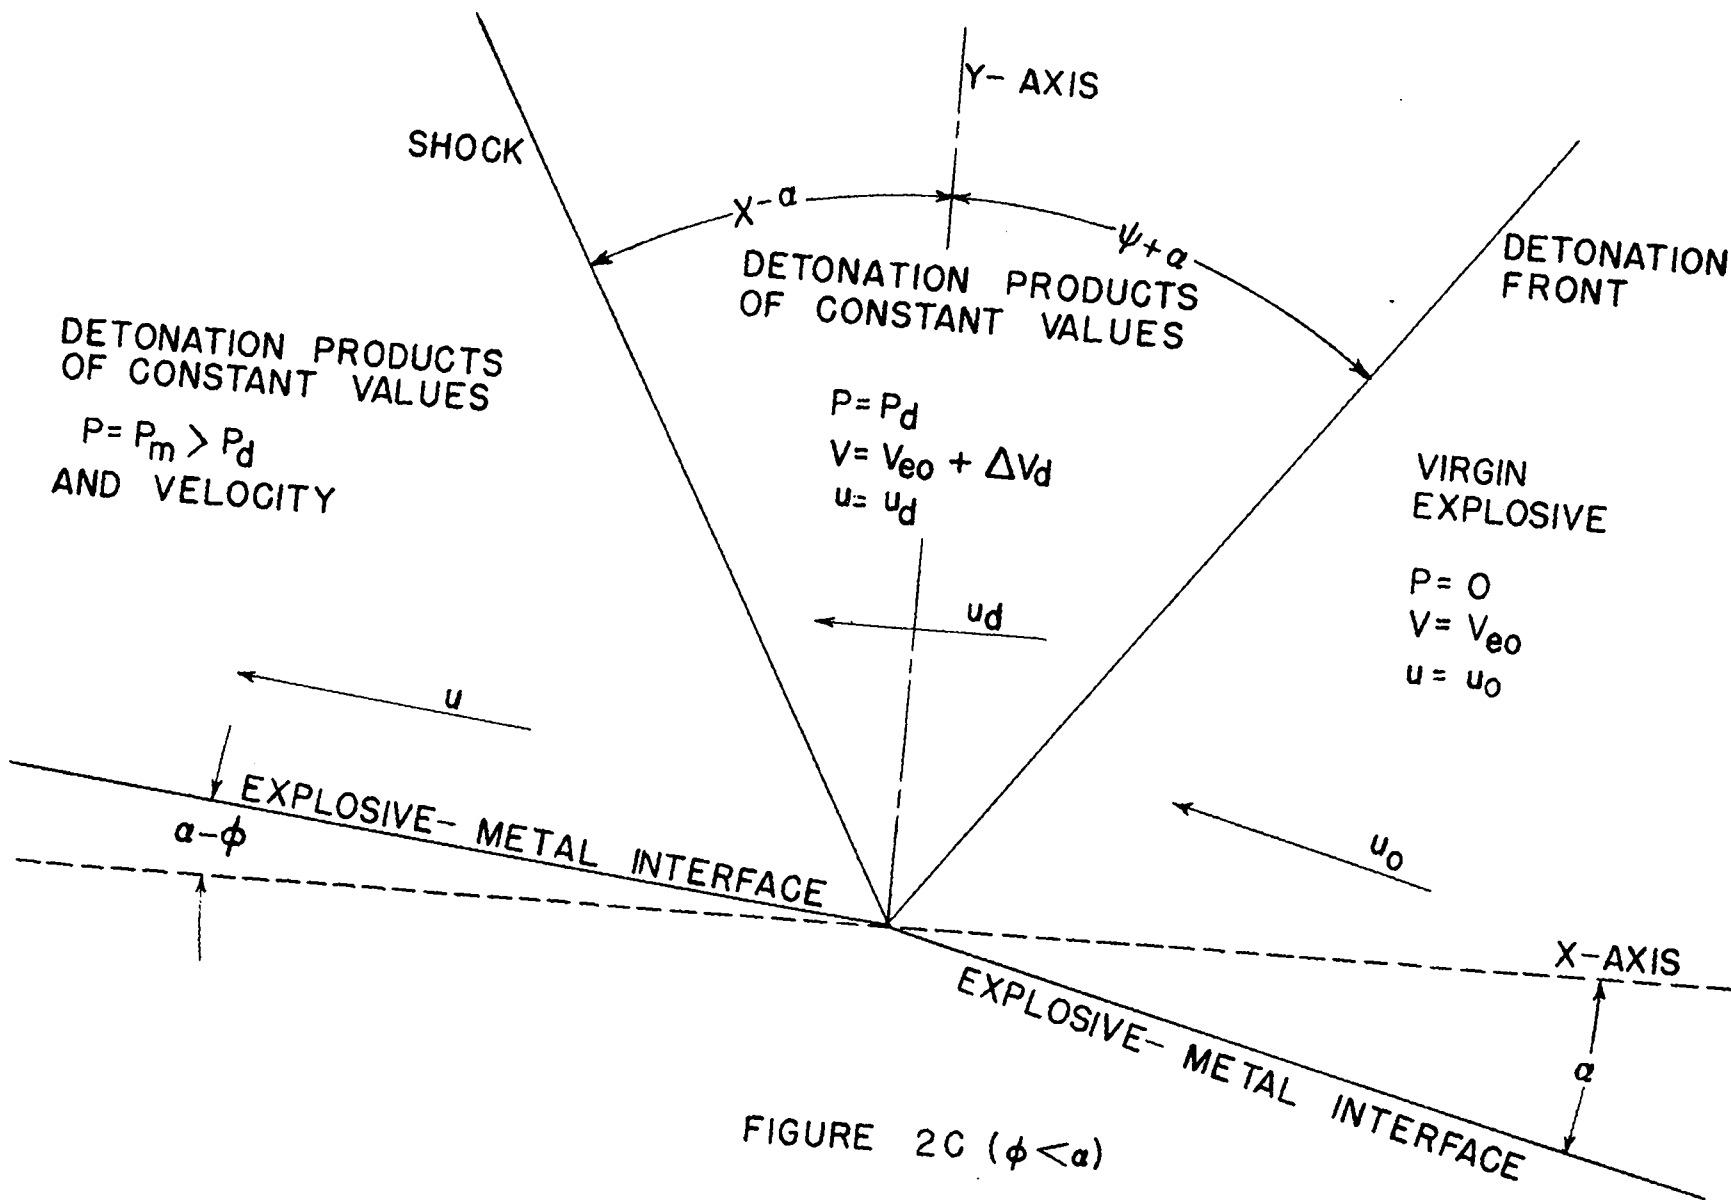 Y- AXIS
SHOCK
X-α
ψ+α
DETONATION
FRONT
DETONATION PRODUCTS
OF CONSTANT VALUES
DETONATION PRODUCTS
OF CONSTANT VALUES
P= Pm > Pd
AND VELOCITY
P= Pd
V= Veo + ΔVd
u= ud
VIRGIN
EXPLOSIVE
P= O
V= Veo
u= uo
ud
u
uo
EXPLOSIVE- METAL INTERFACE
α-ϕ
X-AXIS
EXPLOSIVE- METAL INTERFACE
α
FIGURE 2C (ϕ<α)